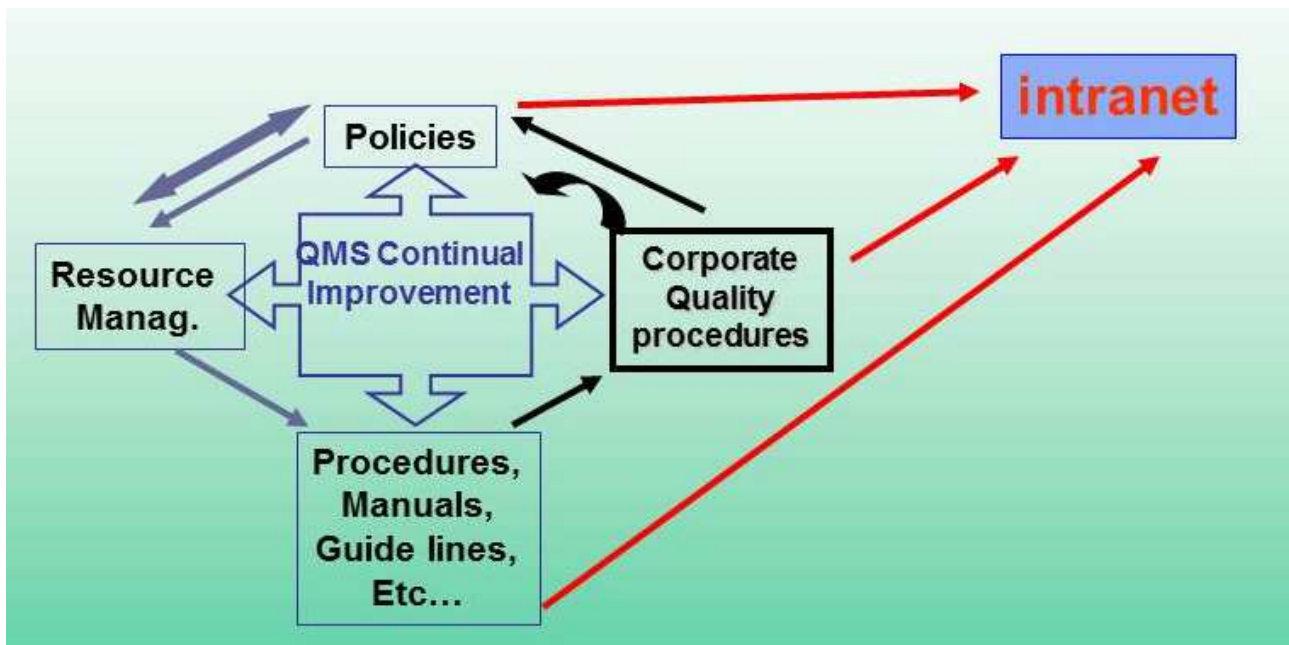 intranet
Policies
QMS Continual
Improvement
Resource
Manag.
Corporate
Quality
procedures
Procedures,
Manuals,
Guide lines,
Etc...